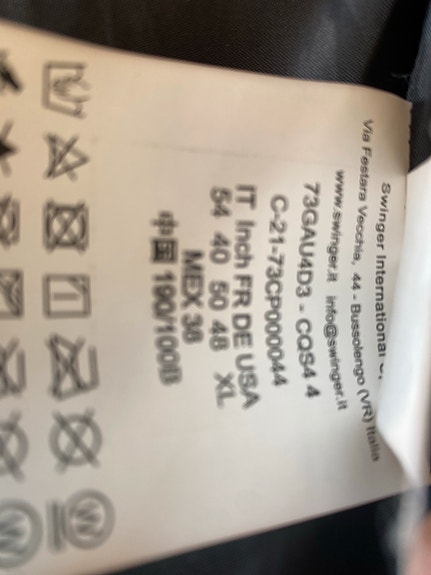 Swinger International
Via Festara Vecchia, 44 - Bussolengo (VR) Italia
www.swinger.it info@swinger.it
73GAU4D3 - CQS4 4
C-21-73CP000044
IT Inch FR DE USA
54 40 50 48 XL
MEX 38
中国 190/100B
W
W